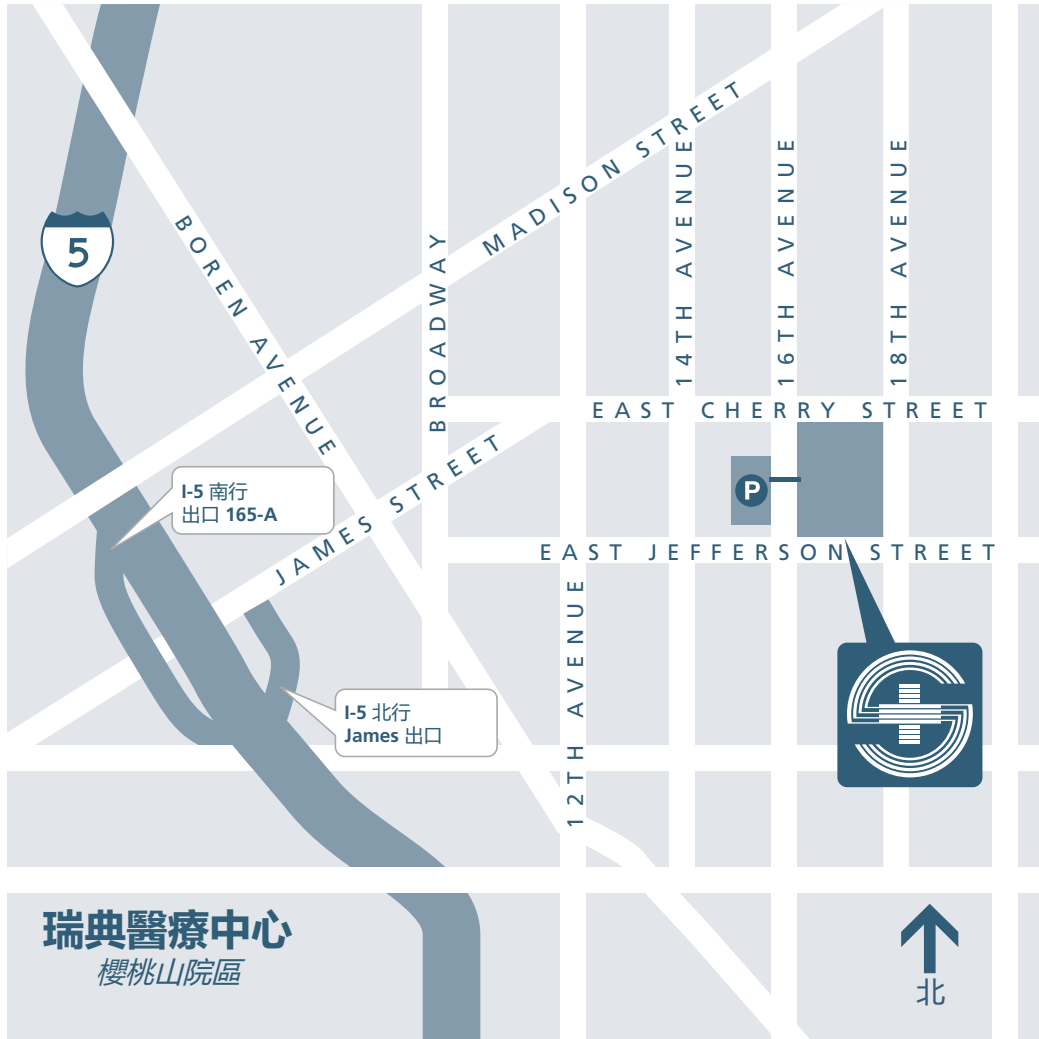 MADISON STREET
14TH AVENUE
16TH AVENUE
18TH AVENUE
5
BOREN AVENUE
BROADWAY
EAST CHERRY STREET
JAMES STREET
I-5 南行
出口 165-A
P
EAST JEFFERSON STREET
12TH AVENUE
I-5 北行
James 出口
瑞典醫療中心
櫻桃山院區
北